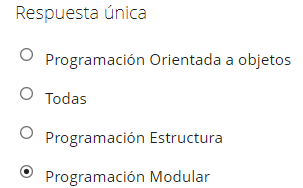 Respuesta única
Programación Orientada a objetos
Todas
Programación Estructura
Programación Modular